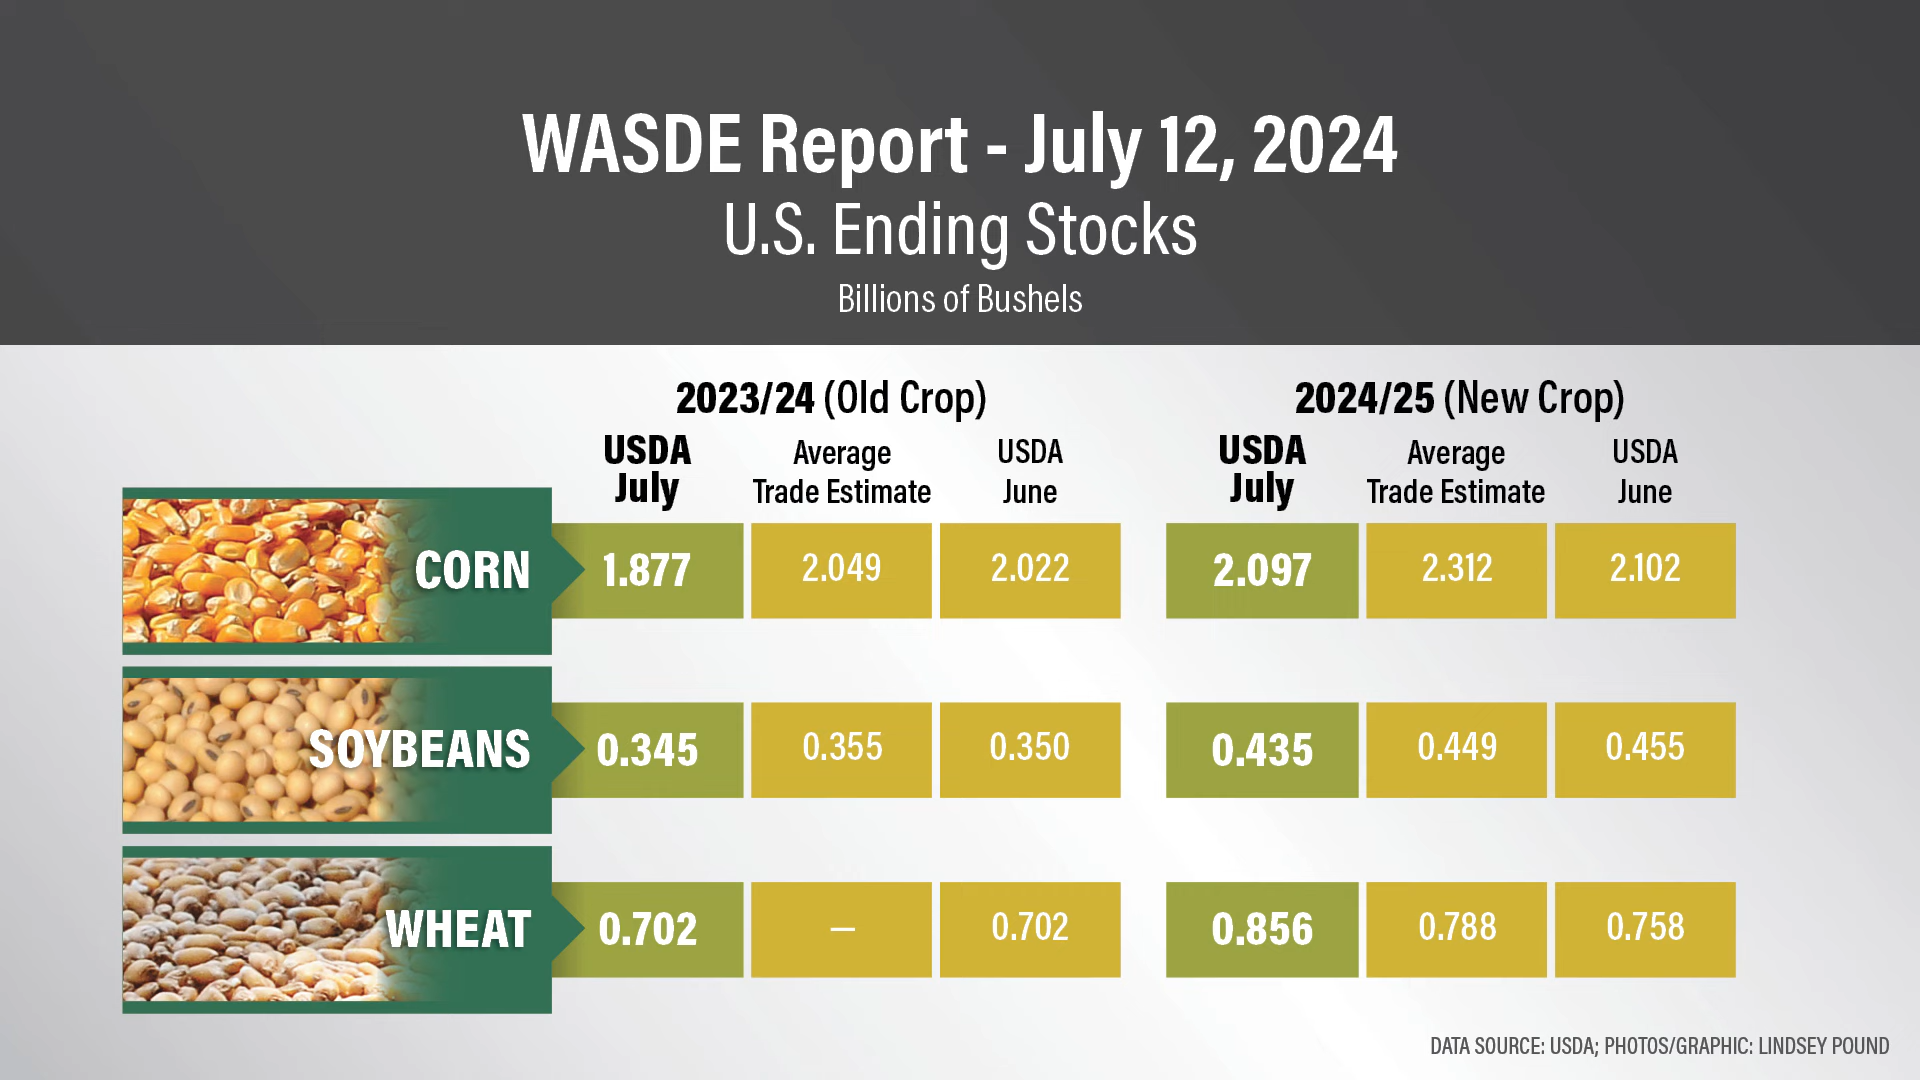 WASDE Report - July 12, 2024
U.S. Ending Stocks
Billions of Bushels
2023/24 (Old Crop) 2024/25 (New Crop)
USDA Average USDA USDA Average USDA
July Trade Estimate June July Trade Estimate June
CORN 1.877 2.049 2.022 2.097 2.312 2.102
SOYBEANS 0.345 0.355 0.350 0.435 0.449 0.455
WHEAT 0.702 — 0.702 0.856 0.788 0.758
DATA SOURCE: USDA; PHOTOS/GRAPHIC: LINDSEY POUND